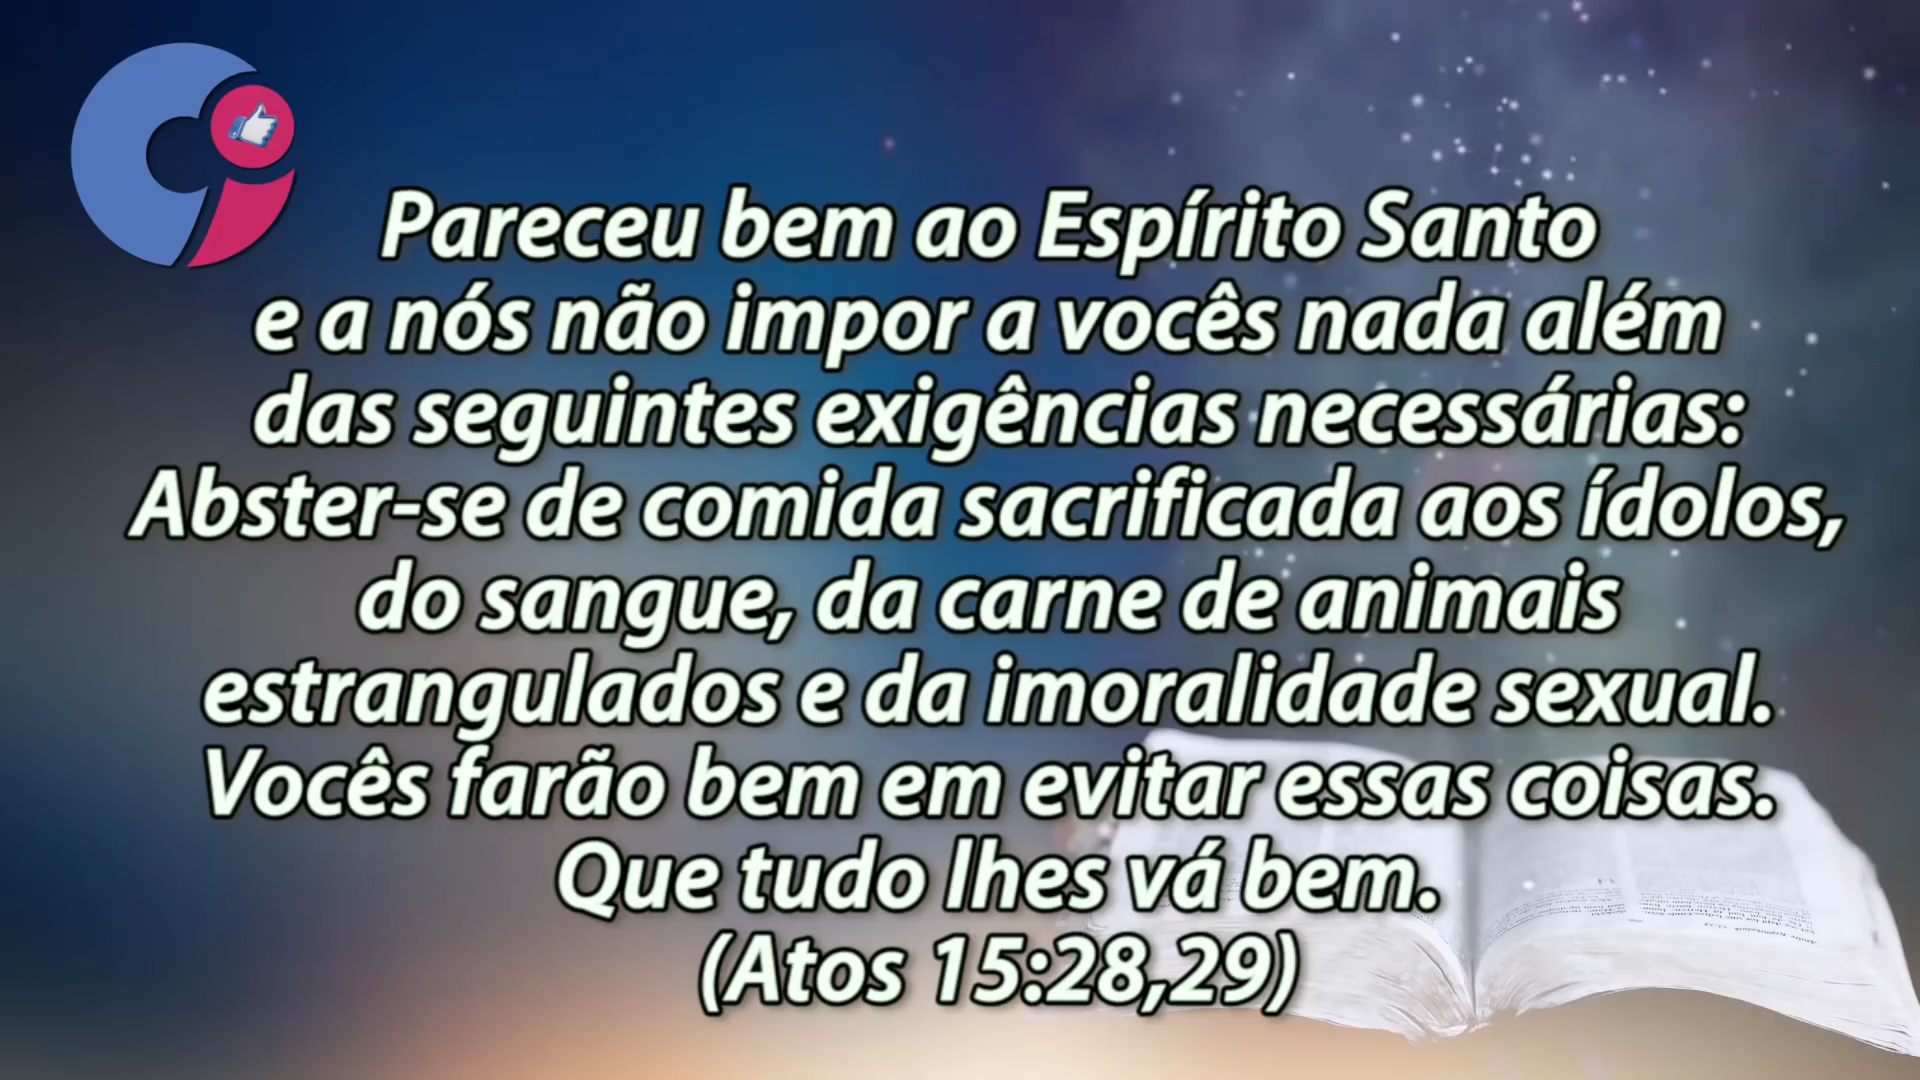 Pareceu bem ao Espírito Santo
e a nós não impor a vocês nada além
das seguintes exigências necessárias:
Abster-se de comida sacrificada aos ídolos,
do sangue, da carne de animais
estrangulados e da imoralidade sexual.
Vocês farão bem em evitar essas coisas.
Que tudo lhes vá bem.
(Atos 15:28,29)